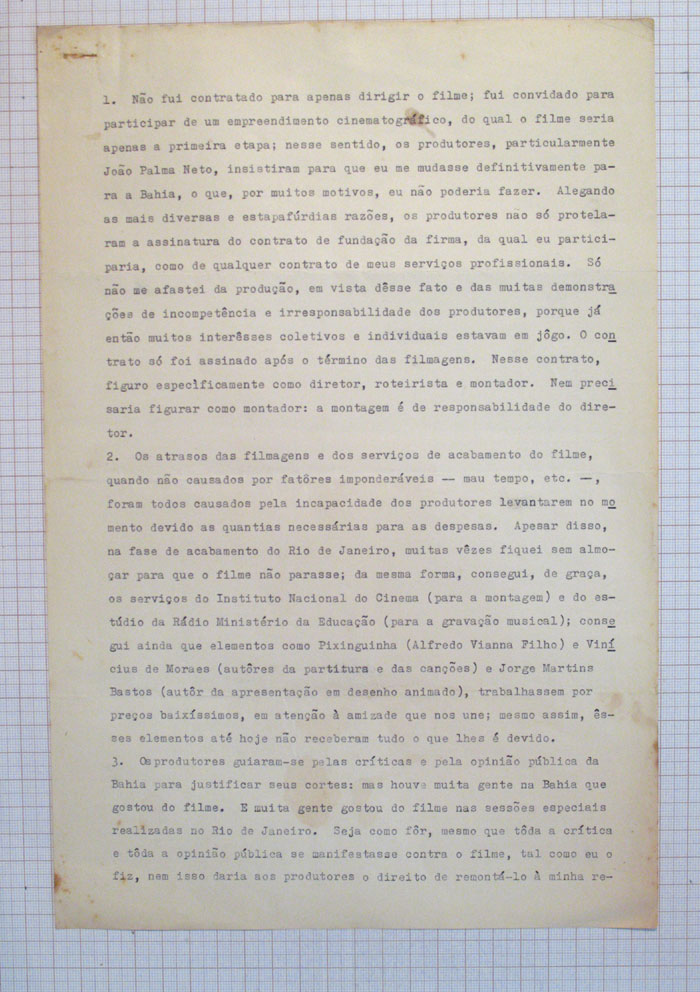 1.  Não fui contratado para apenas dirigir o filme; fui convidado para
participar de um empreendimento cinematográfico, do qual o filme seria
apenas a primeira etapa; nesse sentido, os produtores, particularmente
João Palma Neto, insistiram para que eu me mudasse definitivamente pa-
ra a Bahia, o que, por muitos motivos, eu não poderia fazer.  Alegando
as mais diversas e estapafúrdias razões, os produtores nao só protela-
ram a assinatura do contrato de fundação da firma, da qual eu partici-
paria, como de qualquer contrato de meus serviços profissionais.  Só
não me afastei da produção, em vista dêsse fato e das muitas demonstra
ções de incompetência e irresponsabilidade dos produtores, porque já
então muitos interêsses coletivos e individuais estavam em jôgo. O con
trato só foi assinado após o término das filmagens.  Nesse contrato,
figuro especìficamente como diretor, roteirista e montador.  Nem preci
saria figurar como montador: a montagem é de responsabilidade do dire-
tor.
2.  Os atrasos das filmagens e dos serviços de acabamento do filme,
quando não causados por fatôres imponderáveis — mau tempo, etc. —,
foram todos causados pela incapacidade dos produtores levantarem no mo
mento devido as quantias necessárias para as despesas.  Apesar disso,
na fase de acabamento do Rio de Janeiro, muitas vêzes fiquei sem almo-
çar para que o filme não parasse; da mesma forma, consegui, de graça,
os serviços do Instituto Nacional do Cinema (para a montagem) e do es-
túdio da Rádio Ministério da Educação (para a gravação musical); conse
gui ainda que elementos como Pixinguinha (Alfredo Vianna Filho) e Viní
cius de Moraes (autôres da partitura e das canções) e Jorge Martins
Bastos (autôr da apresentação em desenho animado), trabalhassem por
preços baixíssimos, em atenção à amizade que nos une; mesmo assim, ês-
ses elementos até hoje não receberam tudo o que lhes é devido.
3.  Osprodutores guiaram-se pelas críticas e pela opinião pública da
Bahia para justificar seus cortes: mas houve muita gente na Bahia que
gostou do filme.  E muita gente gostou do filme nas sessões especiais
realizadas no Rio de Janeiro.  Seja como fôr, mesmo que tôda a crítica
e tôda a opinião pública se manifestasse contra o filme, tal como eu o
fiz, nem isso daria aos produtores o direito de remontá-lo à minha re-